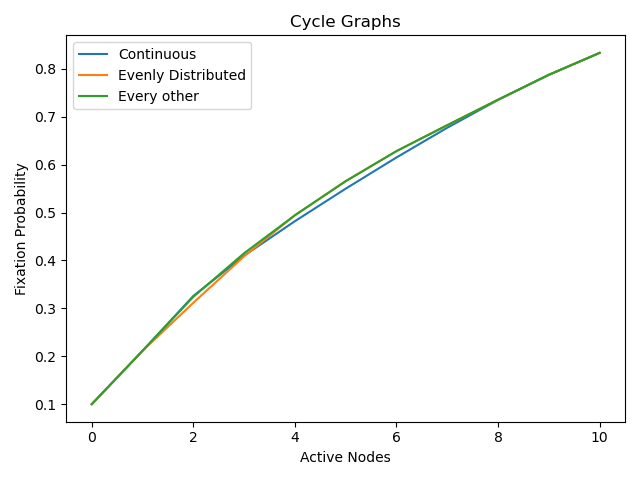 Cycle Graphs
Continuous
Evenly Distributed
Every other
Fixation Probability
0.8
0.7
0.6
0.5
0.4
0.3
0.2
0.1
0 2 4 6 8 10
Active Nodes